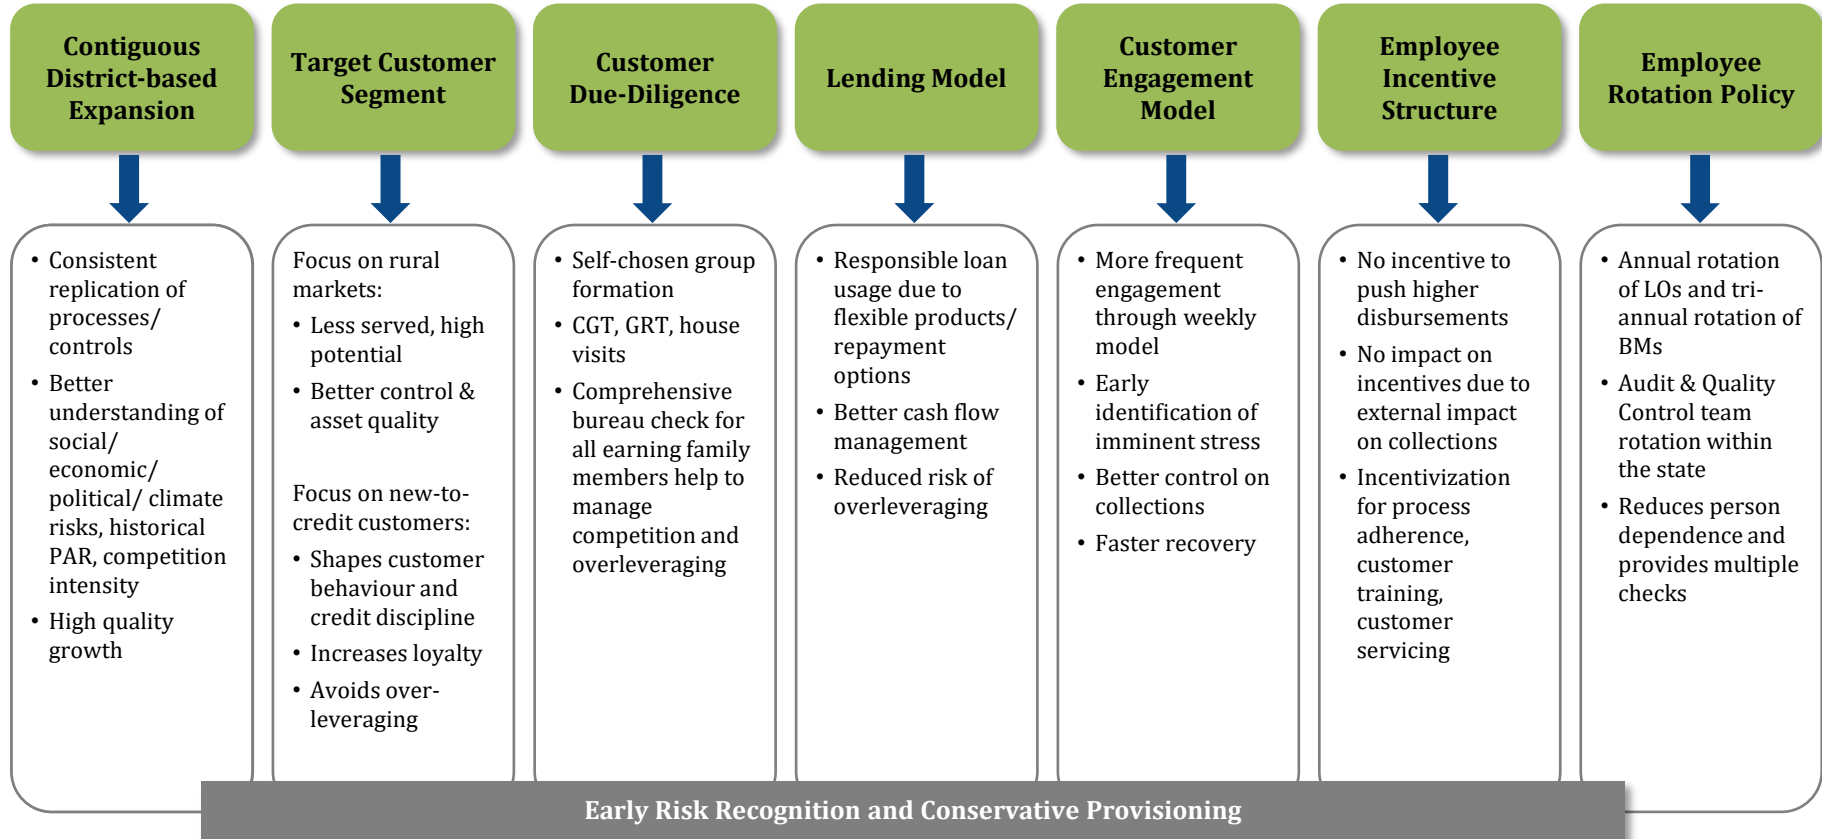 Contiguous
District-based
Expansion
• Consistent
replication of
processes/
controls
• Better
understanding of
social/
economic/
political/ climate
risks, historical
PAR, competition
intensity
• High quality
growth
Target Customer
Segment
Focus on rural
markets:
• Less served, high
potential
• Better control &
asset quality
Focus on new-to-
credit customers:
• Shapes customer
behaviour and
credit discipline
• Increases loyalty
• Avoids over-
leveraging
Customer
Due-Diligence
• Self-chosen group
formation
• CGT, GRT, house
visits
• Comprehensive
bureau check for
all earning family
members help to
manage
competition and
overleveraging
Lending Model
• Responsible loan
usage due to
flexible products/
repayment
options
• Better cash flow
management
• Reduced risk of
overleveraging
Customer
Engagement
Model
• More frequent
engagement
through weekly
model
• Early
identification of
imminent stress
• Better control on
collections
• Faster recovery
Employee
Incentive
Structure
• No incentive to
push higher
disbursements
• No impact on
incentives due to
external impact
on collections
• Incentivization
for process
adherence,
customer
training,
customer
servicing
Employee
Rotation Policy
• Annual rotation
of LOs and tri-
annual rotation of
BMs
• Audit & Quality
Control team
rotation within
the state
• Reduces person
dependence and
provides multiple
checks
Early Risk Recognition and Conservative Provisioning